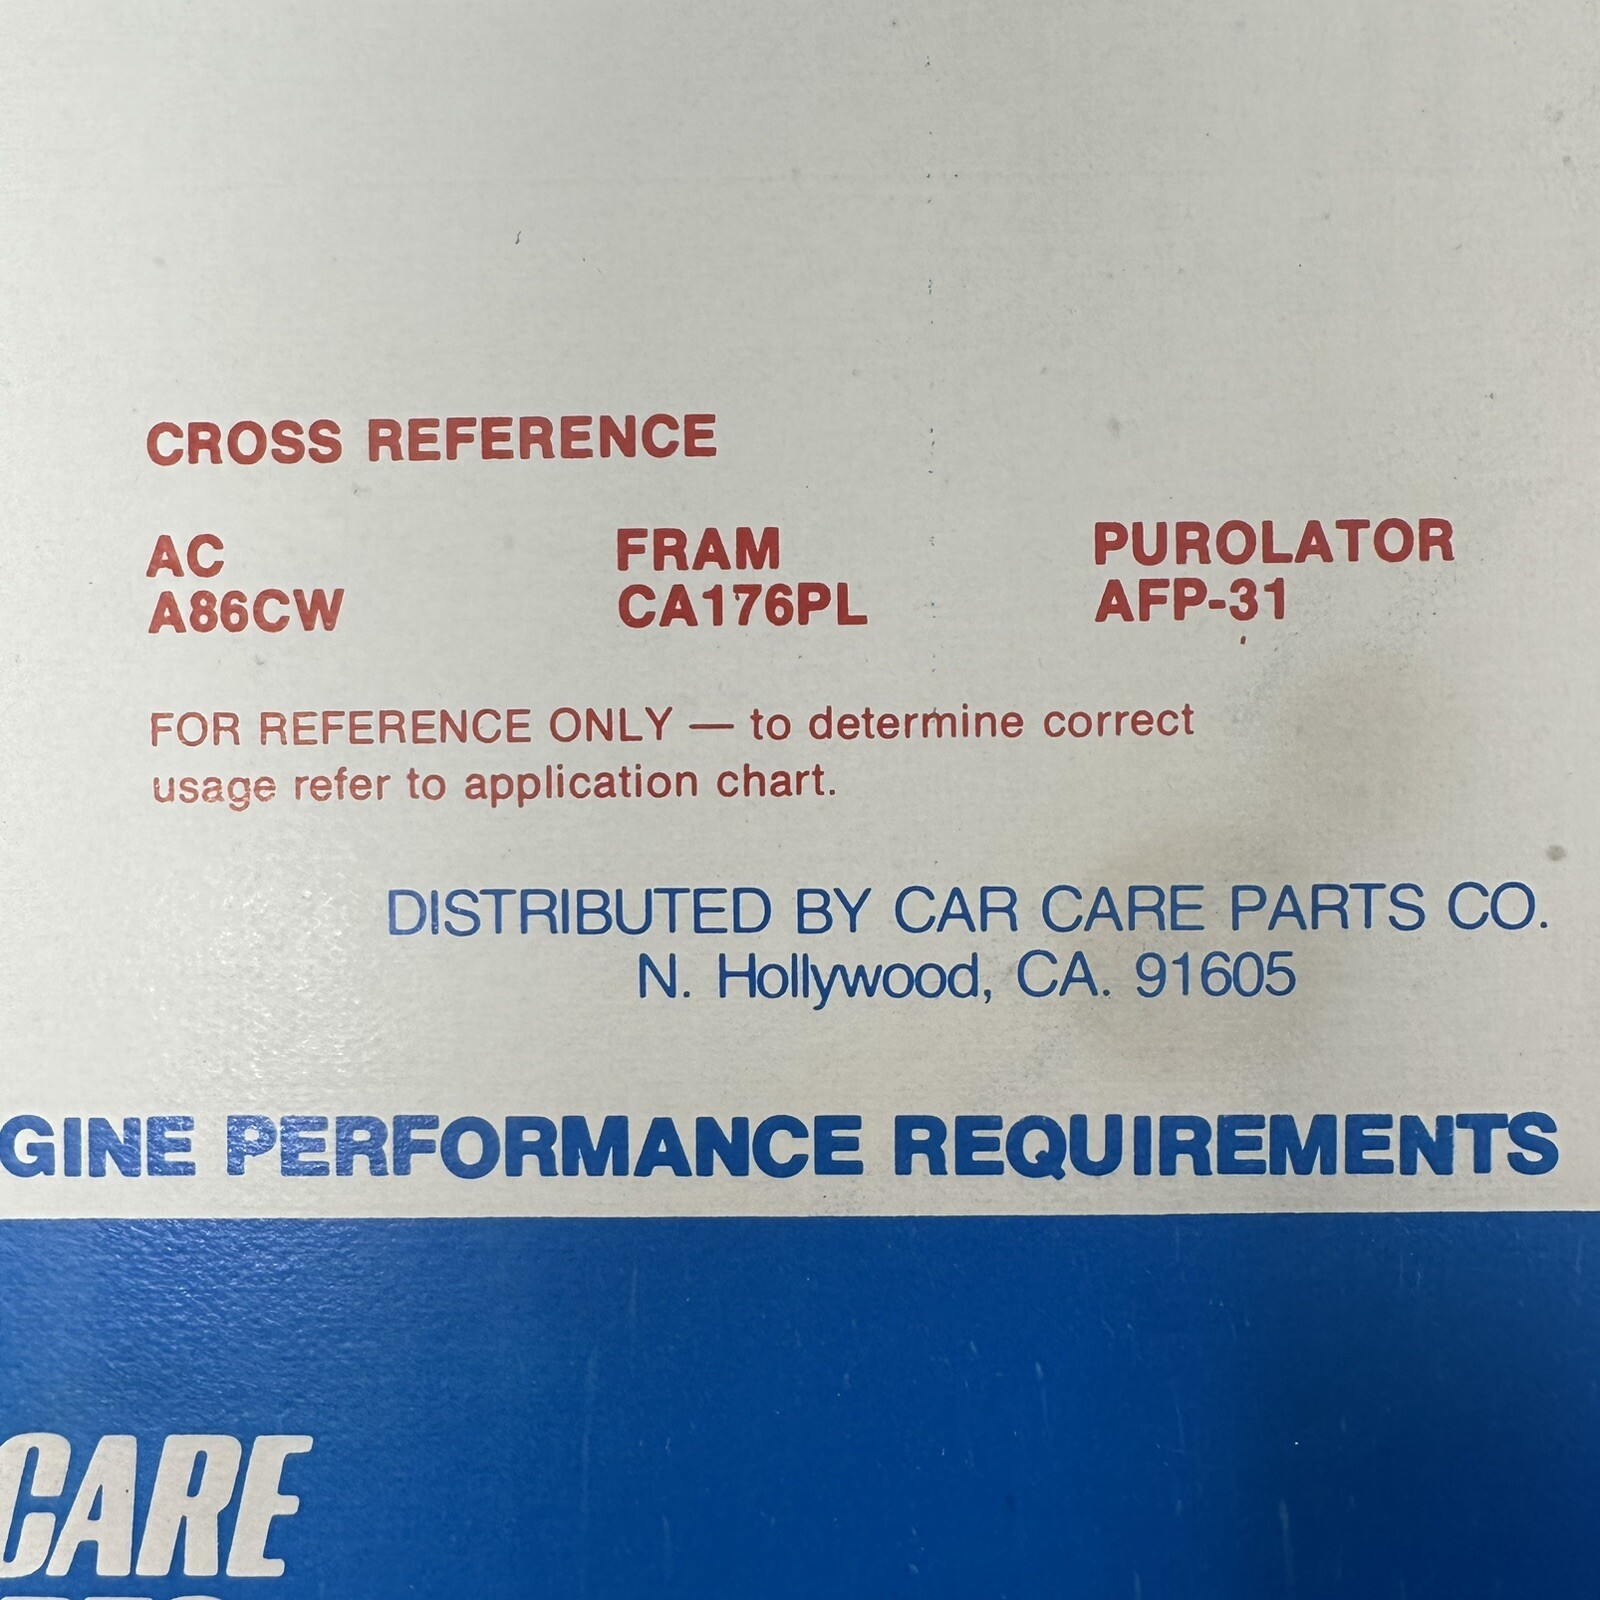 CROSS REFERENCE
AC FRAM PUROLATOR
A86CW CA176PL AFP-31
FOR REFERENCE ONLY — to determine correct
usage refer to application chart.
DISTRIBUTED BY CAR CARE PARTS CO.
N. Hollywood, CA. 91605
GINE PERFORMANCE REQUIREMENTS
CARE